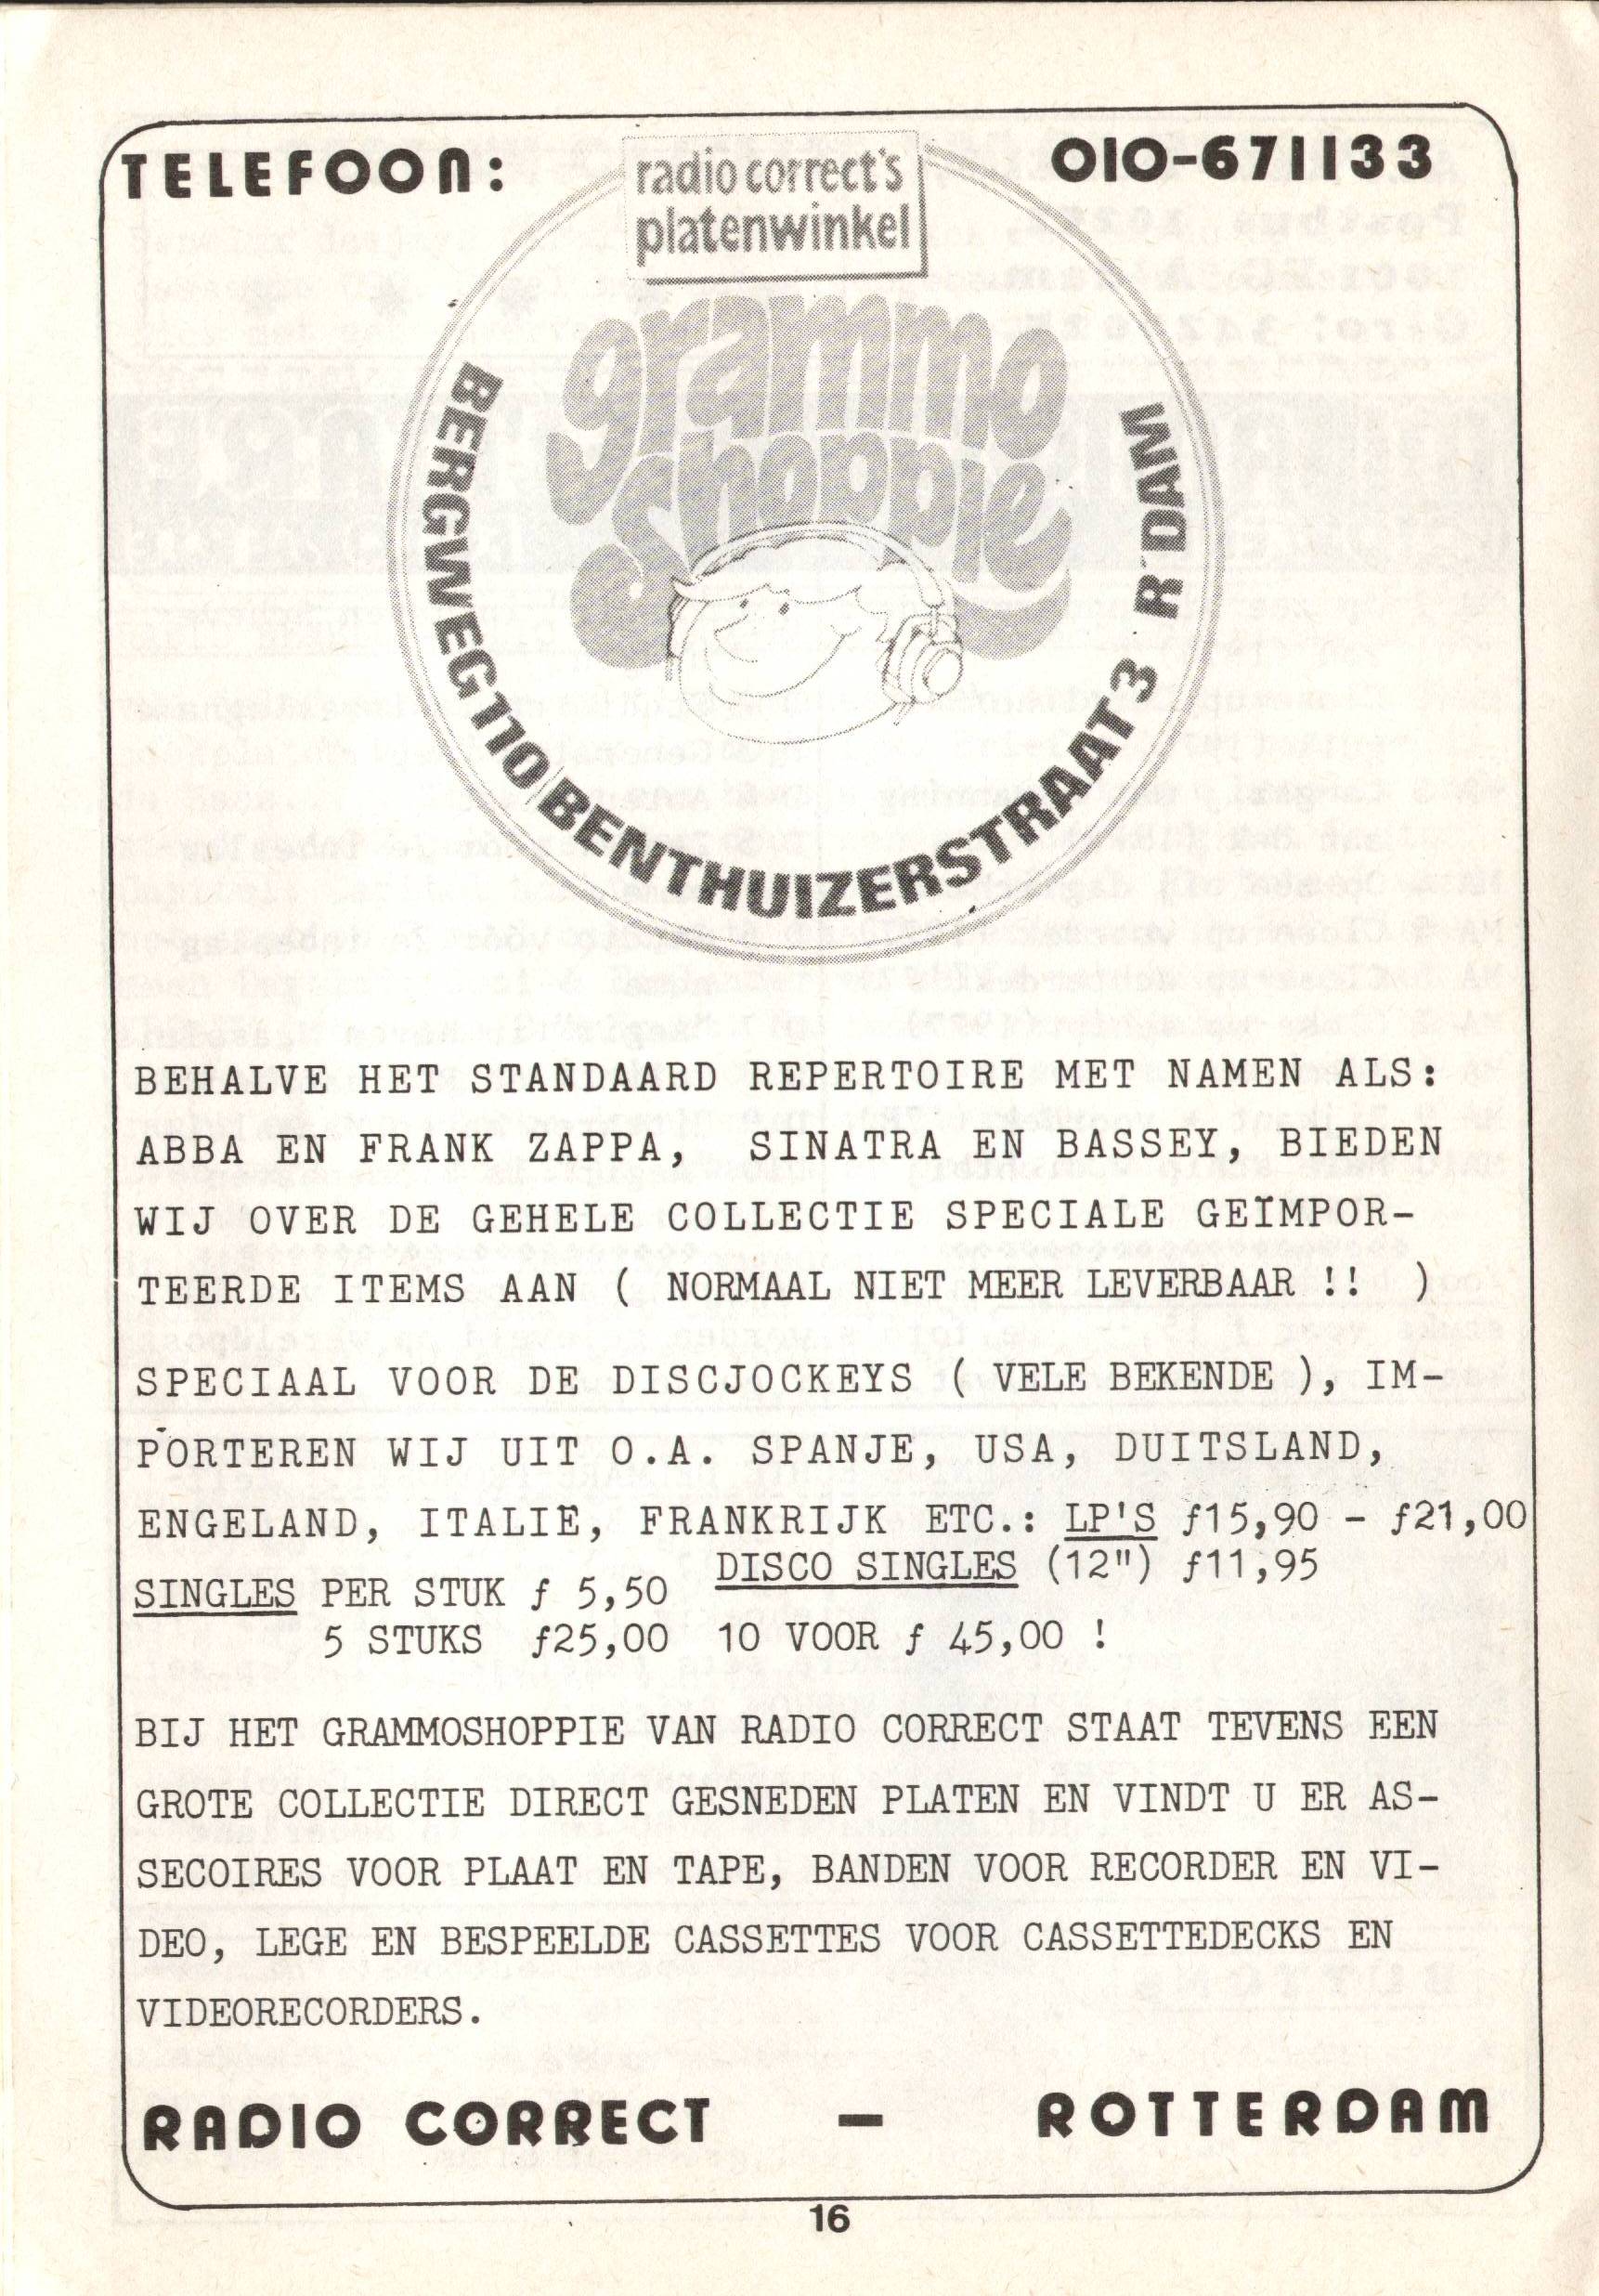 TELEFOON: 010-671133
radio correct's
platenwinkel
grammo
shoppie
BERGWEG 110/BENTHUIZERSTRAAT 3 R'DAM
BEHALVE HET STANDAARD REPERTOIRE MET NAMEN ALS:
ABBA EN FRANK ZAPPA, SINATRA EN BASSEY, BIEDEN
WIJ OVER DE GEHELE COLLECTIE SPECIALE GEÏMPOR-
TEERDE ITEMS AAN ( NORMAAL NIET MEER LEVERBAAR !! )
SPECIAAL VOOR DE DISCJOCKEYS ( VELE BEKENDE ), IM-
PORTEREN WIJ UIT O.A. SPANJE, USA, DUITSLAND,
ENGELAND, ITALIË, FRANKRIJK ETC.: LP'S ƒ15,90 - ƒ21,00
DISCO SINGLES (12") ƒ11,95
SINGLES PER STUK ƒ 5,50
5 STUKS ƒ25,00 10 VOOR ƒ 45,00 !
BIJ HET GRAMMOSHOPPIE VAN RADIO CORRECT STAAT TEVENS EEN
GROTE COLLECTIE DIRECT GESNEDEN PLATEN EN VINDT U ER AS-
SECOIRES VOOR PLAAT EN TAPE, BANDEN VOOR RECORDER EN VI-
DEO, LEGE EN BESPEELDE CASSETTES VOOR CASSETTEDECKS EN
VIDEORECORDERS.
RADIO CORRECT - ROTTERDAM
16